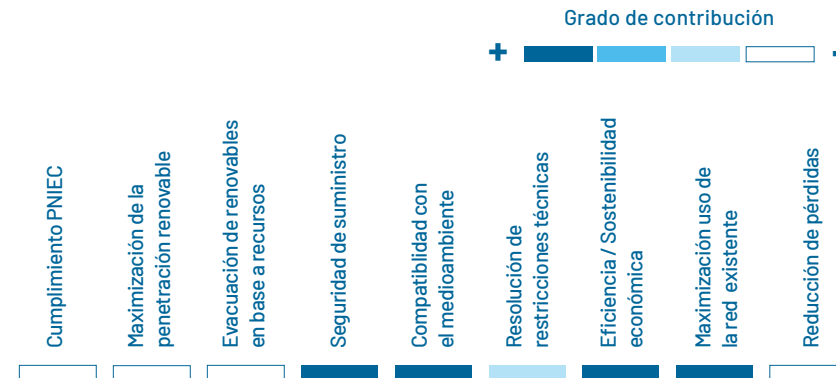 Grado de contribución
+ -
Cumplimiento PNIEC
Maximización de la
penetración renovable
Evacuación de renovables
en base a recursos
Seguridad de suministro
Compatiblidad con
el medioambiente
Resolución de
restricciones técnicas
Eficiencia / Sostenibilidad
económica
Maximización uso de
la red existente
Reducción de pérdidas